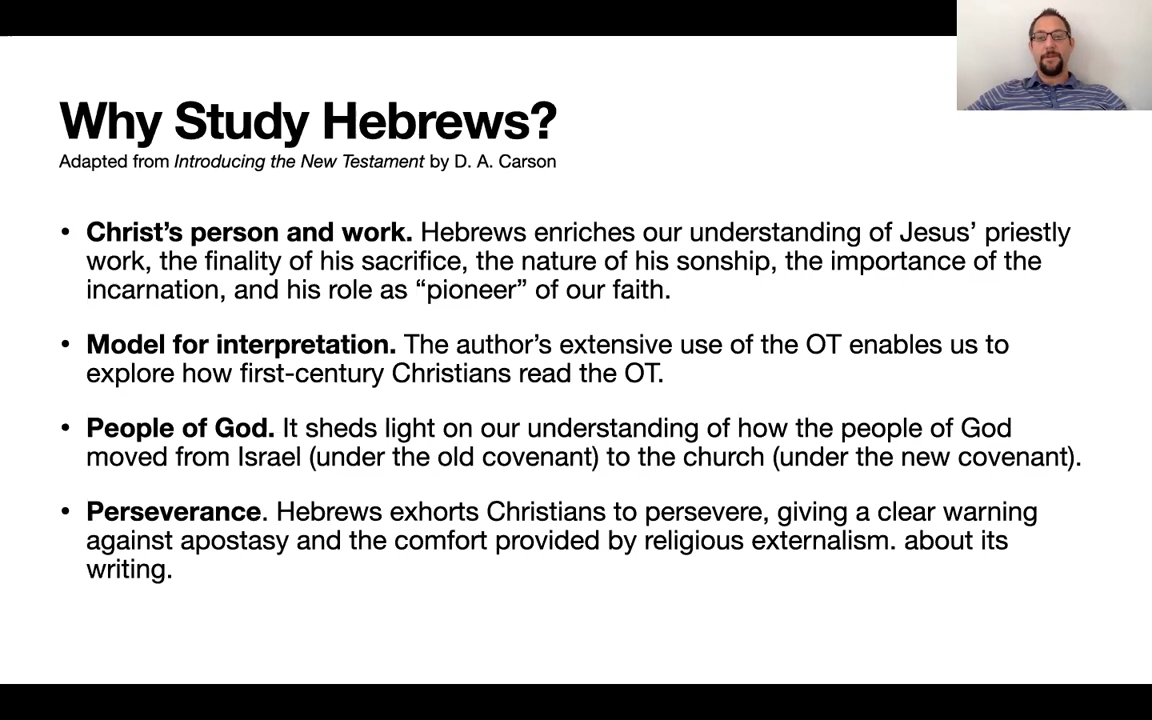 Why Study Hebrews?
Adapted from Introducing the New Testament by D. A. Carson
• Christ’s person and work. Hebrews enriches our understanding of Jesus’ priestly
work, the finality of his sacrifice, the nature of his sonship, the importance of the
incarnation, and his role as “pioneer” of our faith.
• Model for interpretation. The author’s extensive use of the OT enables us to
explore how first-century Christians read the OT.
• People of God. It sheds light on our understanding of how the people of God
moved from Israel (under the old covenant) to the church (under the new covenant).
• Perseverance. Hebrews exhorts Christians to persevere, giving a clear warning
against apostasy and the comfort provided by religious externalism. about its
writing.